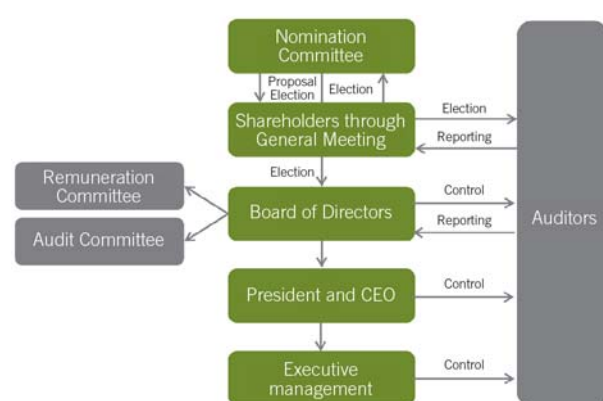 Nomination
Committee
Proposal
Election
Election
Shareholders through
General Meeting
Election
Reporting
Election
Remuneration
Committee
Audit Committee
Board of Directors
Control
Reporting
Auditors
President and CEO
Control
Executive
management
Control